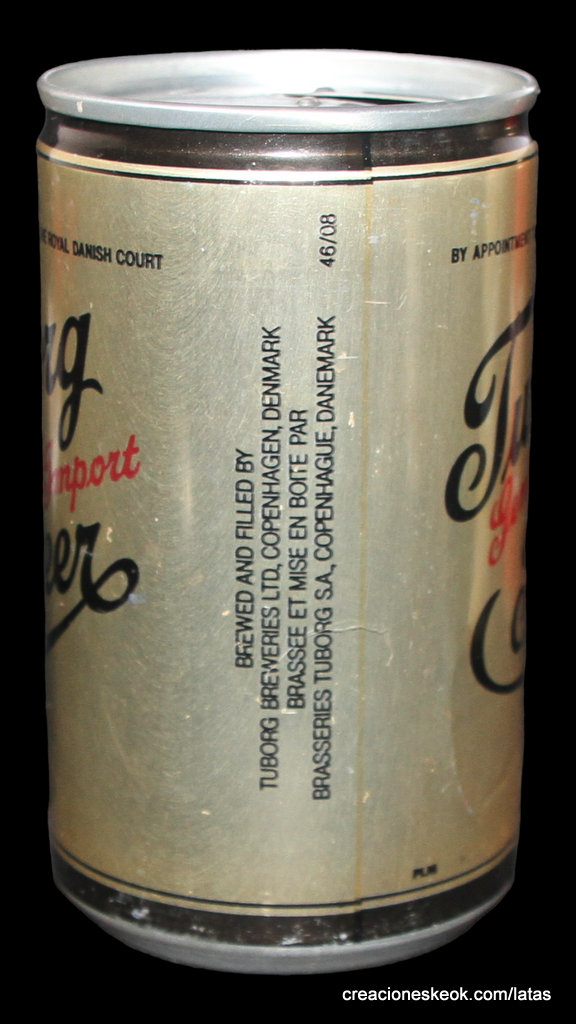 ROYAL DANISH COURT
BY
46/08
BREWED AND FILLED BY
TUBORG BREWERIES LTD, COPENHAGEN, DENMARK
BRASSEE ET MISE EN BOITE PAR
BRASSERIES TUBORG S.A., COPENHAGUE, DANEMARK
creacioneskeok.com/latas